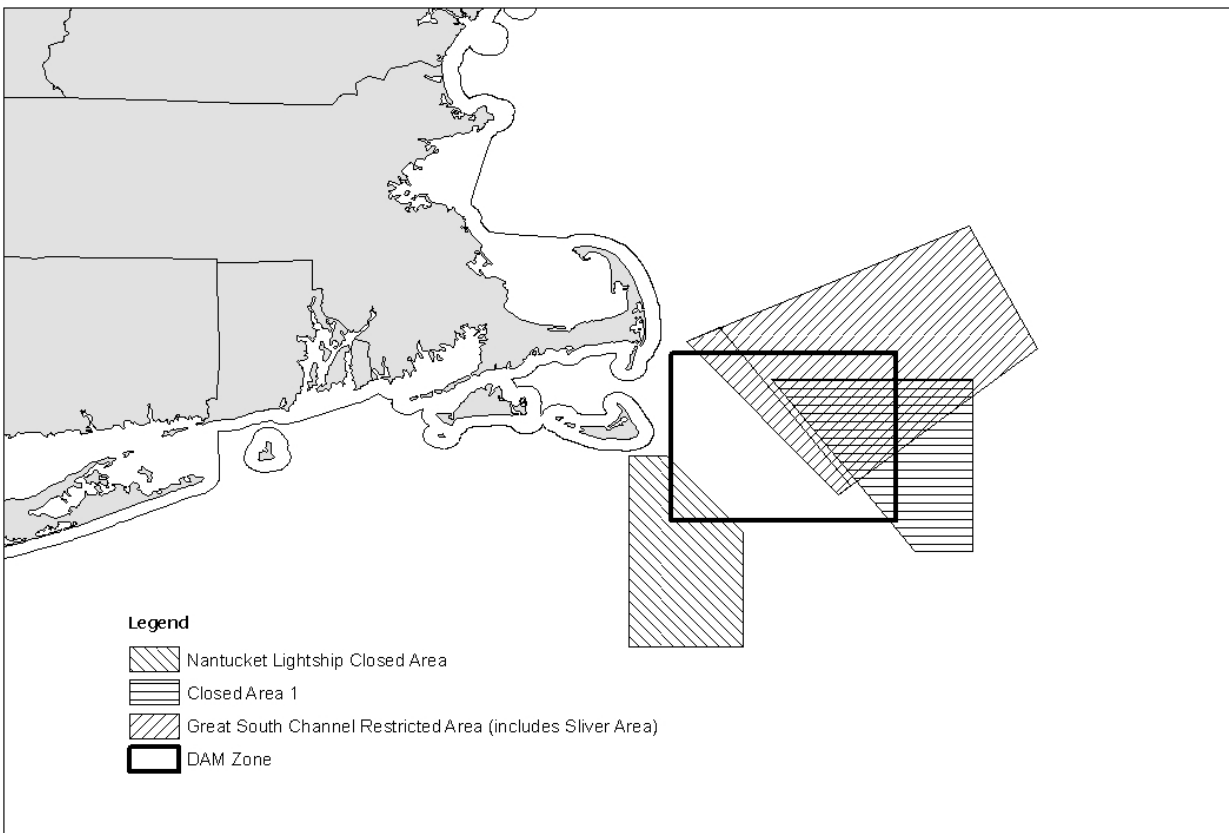 Legend
Nantucket Lightship Closed Area
Closed Area 1
Great South Channel Restricted Area (includes Sliver Area)
DAM Zone